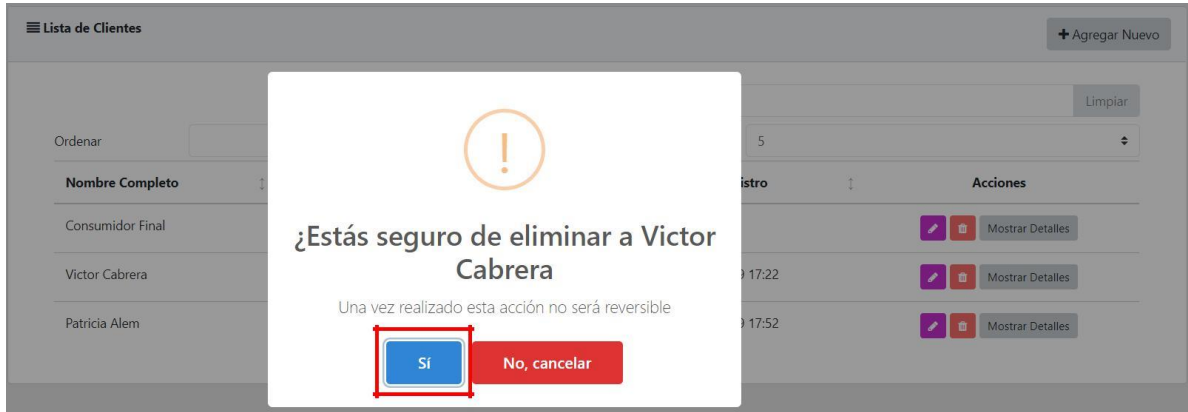 Lista de Clientes
Agregar Nuevo
Limpiar
Ordenar
5
Nombre Completo
istro
Acciones
Consumidor Final
Mostrar Detalles
¿Estás seguro de eliminar a Victor
Cabrera
Victor Cabrera
17:22
Mostrar Detalles
Una vez realizado esta acción no será reversible
Patricia Alem
17:52
Mostrar Detalles
Sí
No, cancelar